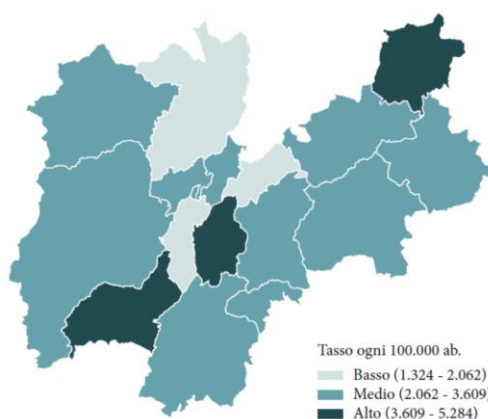 Tasso ogni 100.000 ab.
Basso (1.324 - 2.062)
Medio (2.062 - 3.609)
Alto (3.609 - 5.284)